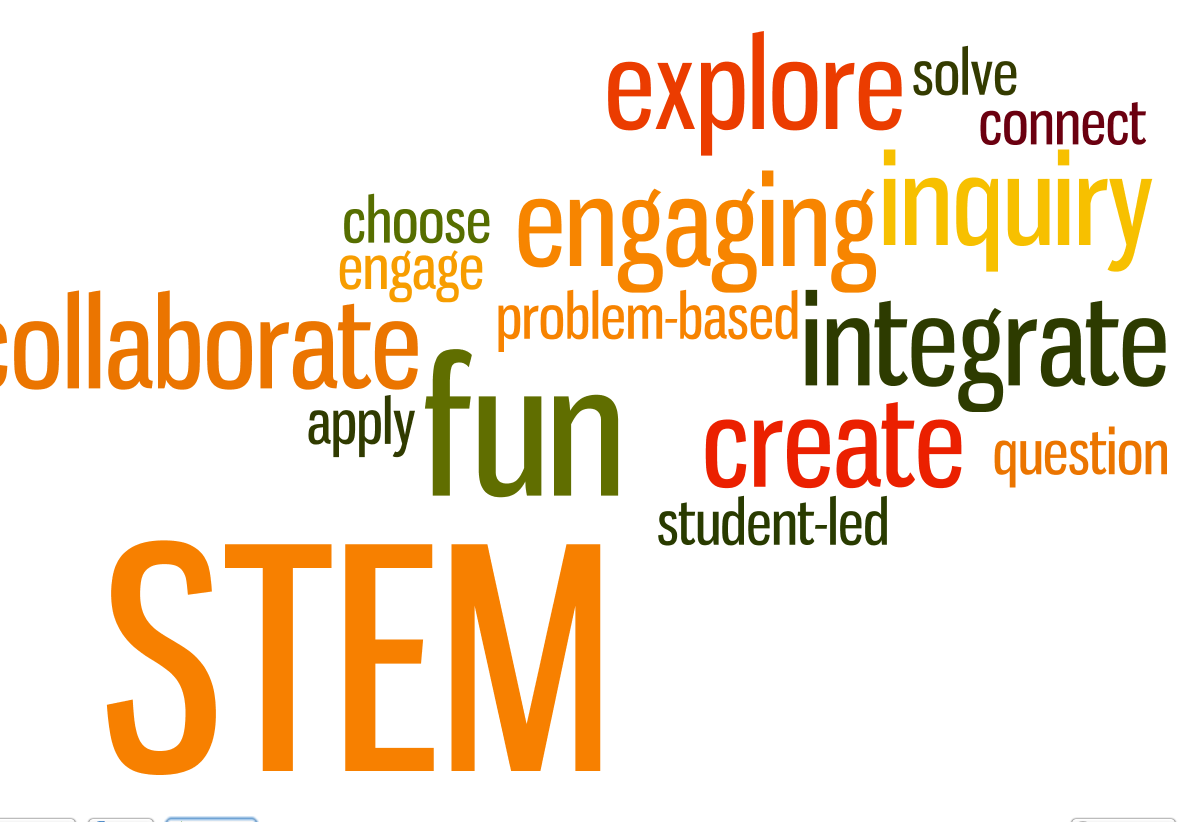 explore
solve
connect
inquiry
engaging
choose
engage
problem-based
integrate
collaborate
fun
apply
create
question
student-led
STEM